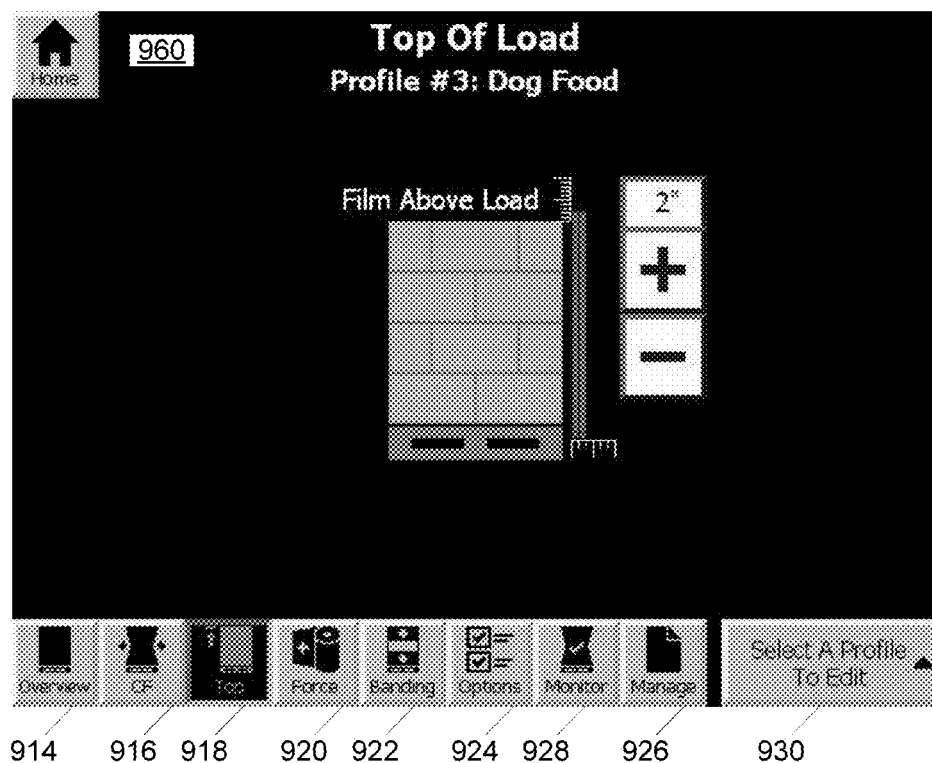 Home
960
Top Of Load
Profile #3: Dog Food
Film Above Load
2"
Overview
CF
Top
Force
Banding
Options
Monitor
Manage
Select A Profile
To Edit
914 916 918 920 922 924 928 926 930